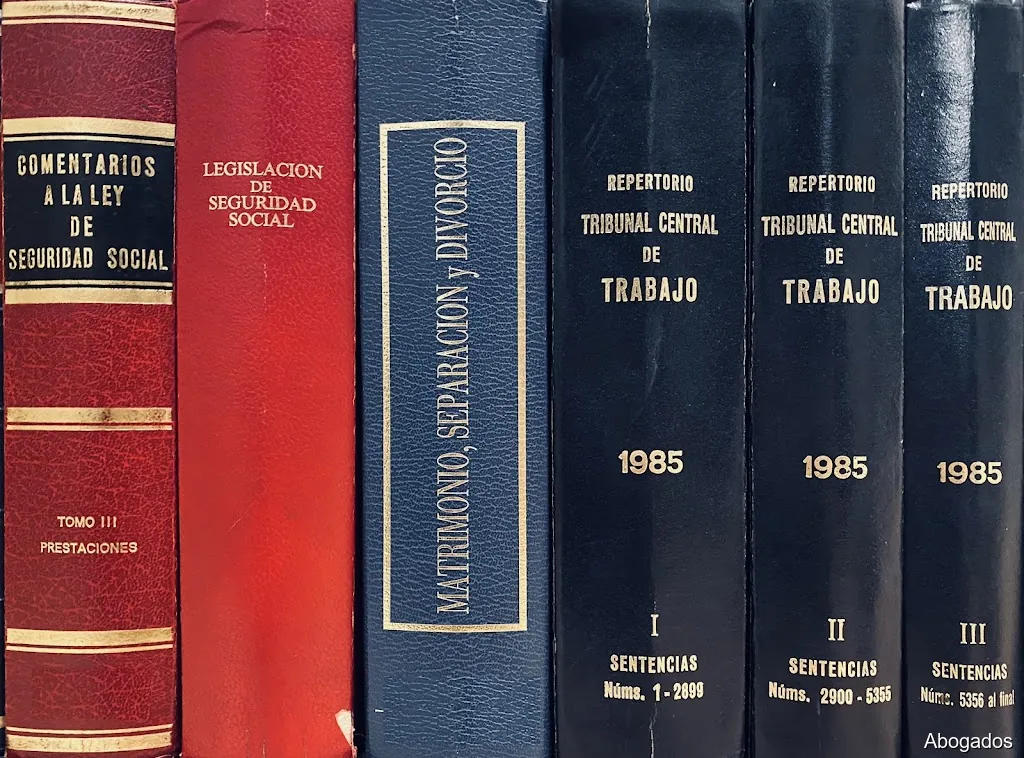 COMENTARIOS
A LA LEY
DE
SEGURIDAD SOCIAL
TOMO III
PRESTACIONES
LEGISLACION
DE
SEGURIDAD
SOCIAL
MATRIMONIO, SEPARACION y DIVORCIO
REPERTORIO
TRIBUNAL CENTRAL
DE
TRABAJO
1985
I
SENTENCIAS
Núms. 1 - 2899
REPERTORIO
TRIBUNAL CENTRAL
DE
TRABAJO
1985
II
SENTENCIAS
Núms. 2900 - 5355
REPERTORIO
TRIBUNAL CENTRAL
DE
TRABAJO
1985
III
SENTENCIAS
Núms. 5356 al final
Abogados